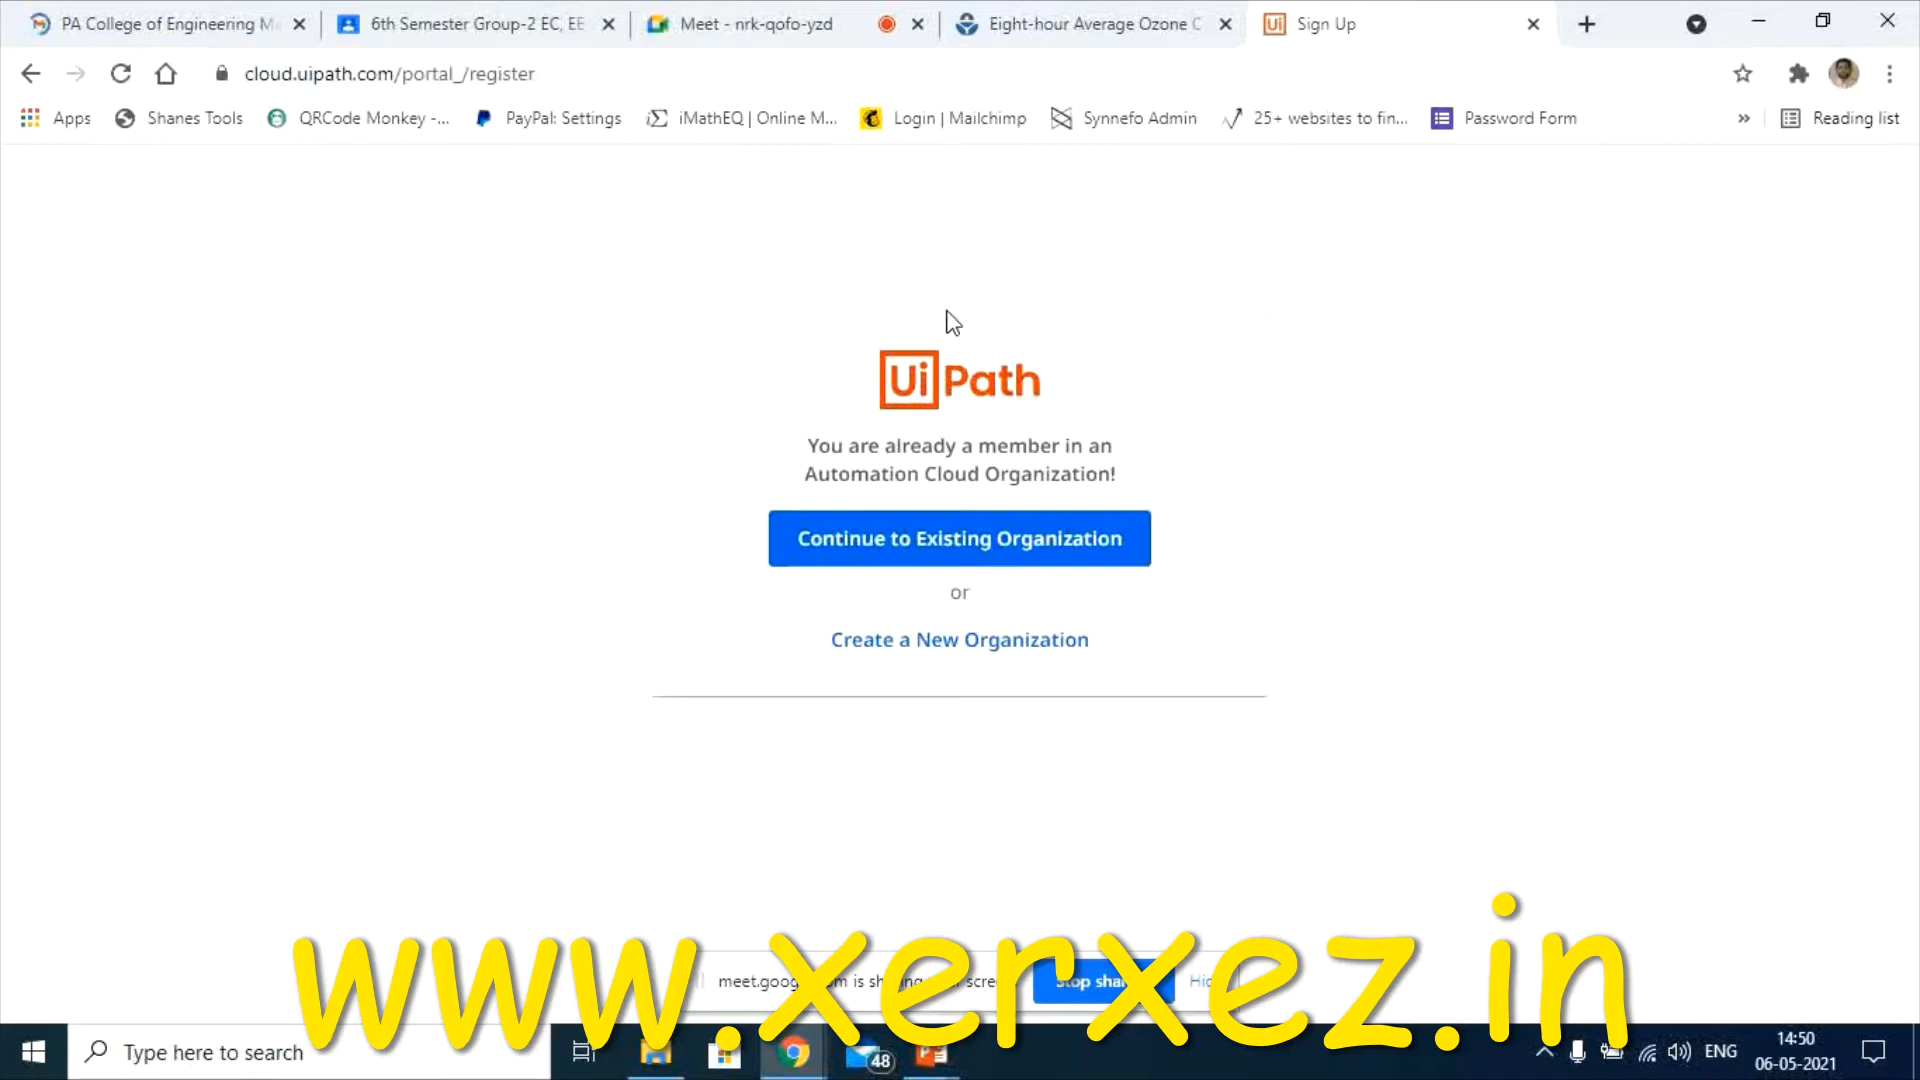 PA College of Engineering M
6th Semester Group-2 EC, EE
Meet - nrk-qofo-yzd
Eight-hour Average Ozone C
Ui
Sign Up
cloud.uipath.com/portal_/register
Apps
Shanes Tools
QRCode Monkey -...
PayPal: Settings
iMathEQ | Online M...
Login | Mailchimp
Synnefo Admin
25+ websites to fin...
Password Form
»
Reading list
Ui Path
You are already a member in an
Automation Cloud Organization!
Continue to Existing Organization
or
Create a New Organization
www.xerxez.in
Type here to search
48
ENG
14:50
06-05-2021